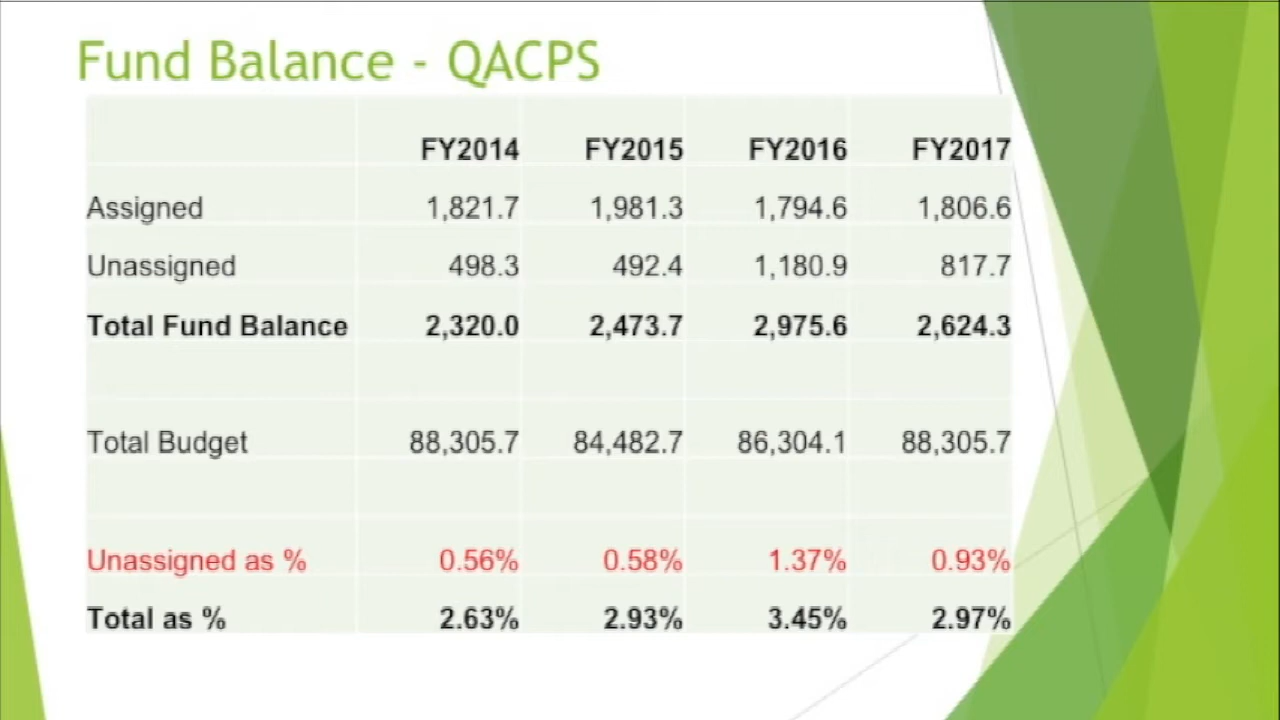 Fund Balance - QACPS
FY2014 FY2015 FY2016 FY2017
Assigned 1,821.7 1,981.3 1,794.6 1,806.6
Unassigned 498.3 492.4 1,180.9 817.7
Total Fund Balance 2,320.0 2,473.7 2,975.6 2,624.3
Total Budget 88,305.7 84,482.7 86,304.1 88,305.7
Unassigned as % 0.56% 0.58% 1.37% 0.93%
Total as % 2.63% 2.93% 3.45% 2.97%